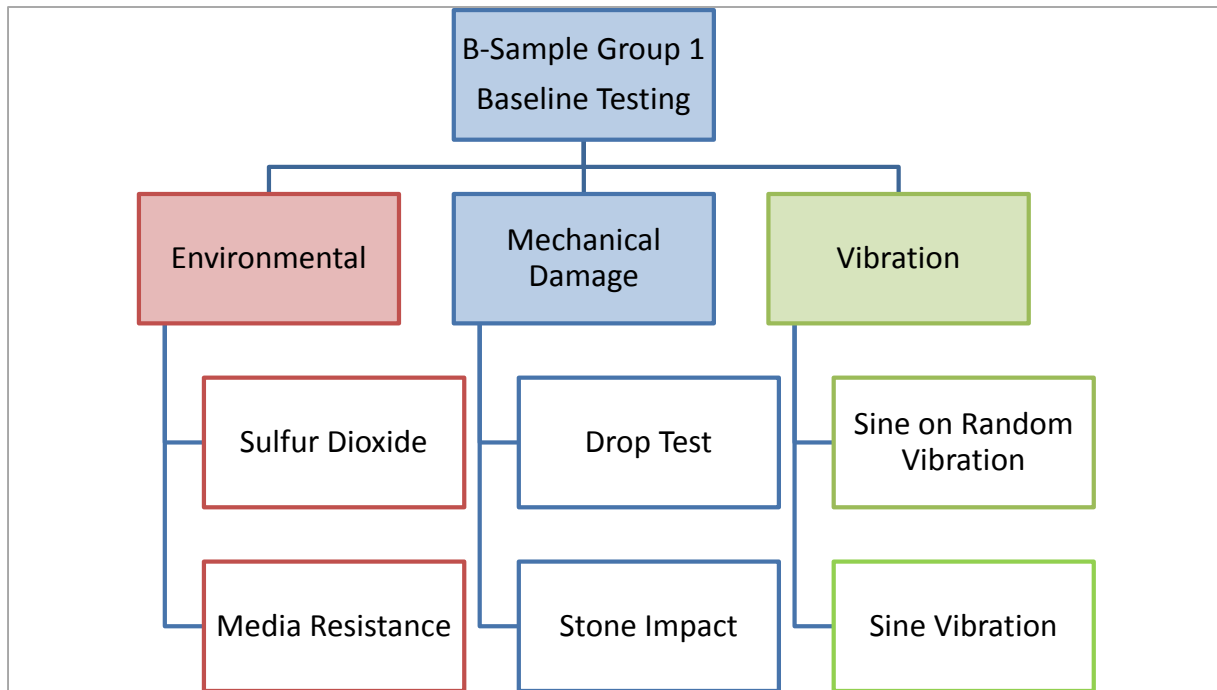 B-Sample Group 1
Baseline Testing
Environmental
Mechanical
Damage
Vibration
Sulfur Dioxide
Drop Test
Sine on Random
Vibration
Media Resistance
Stone Impact
Sine Vibration